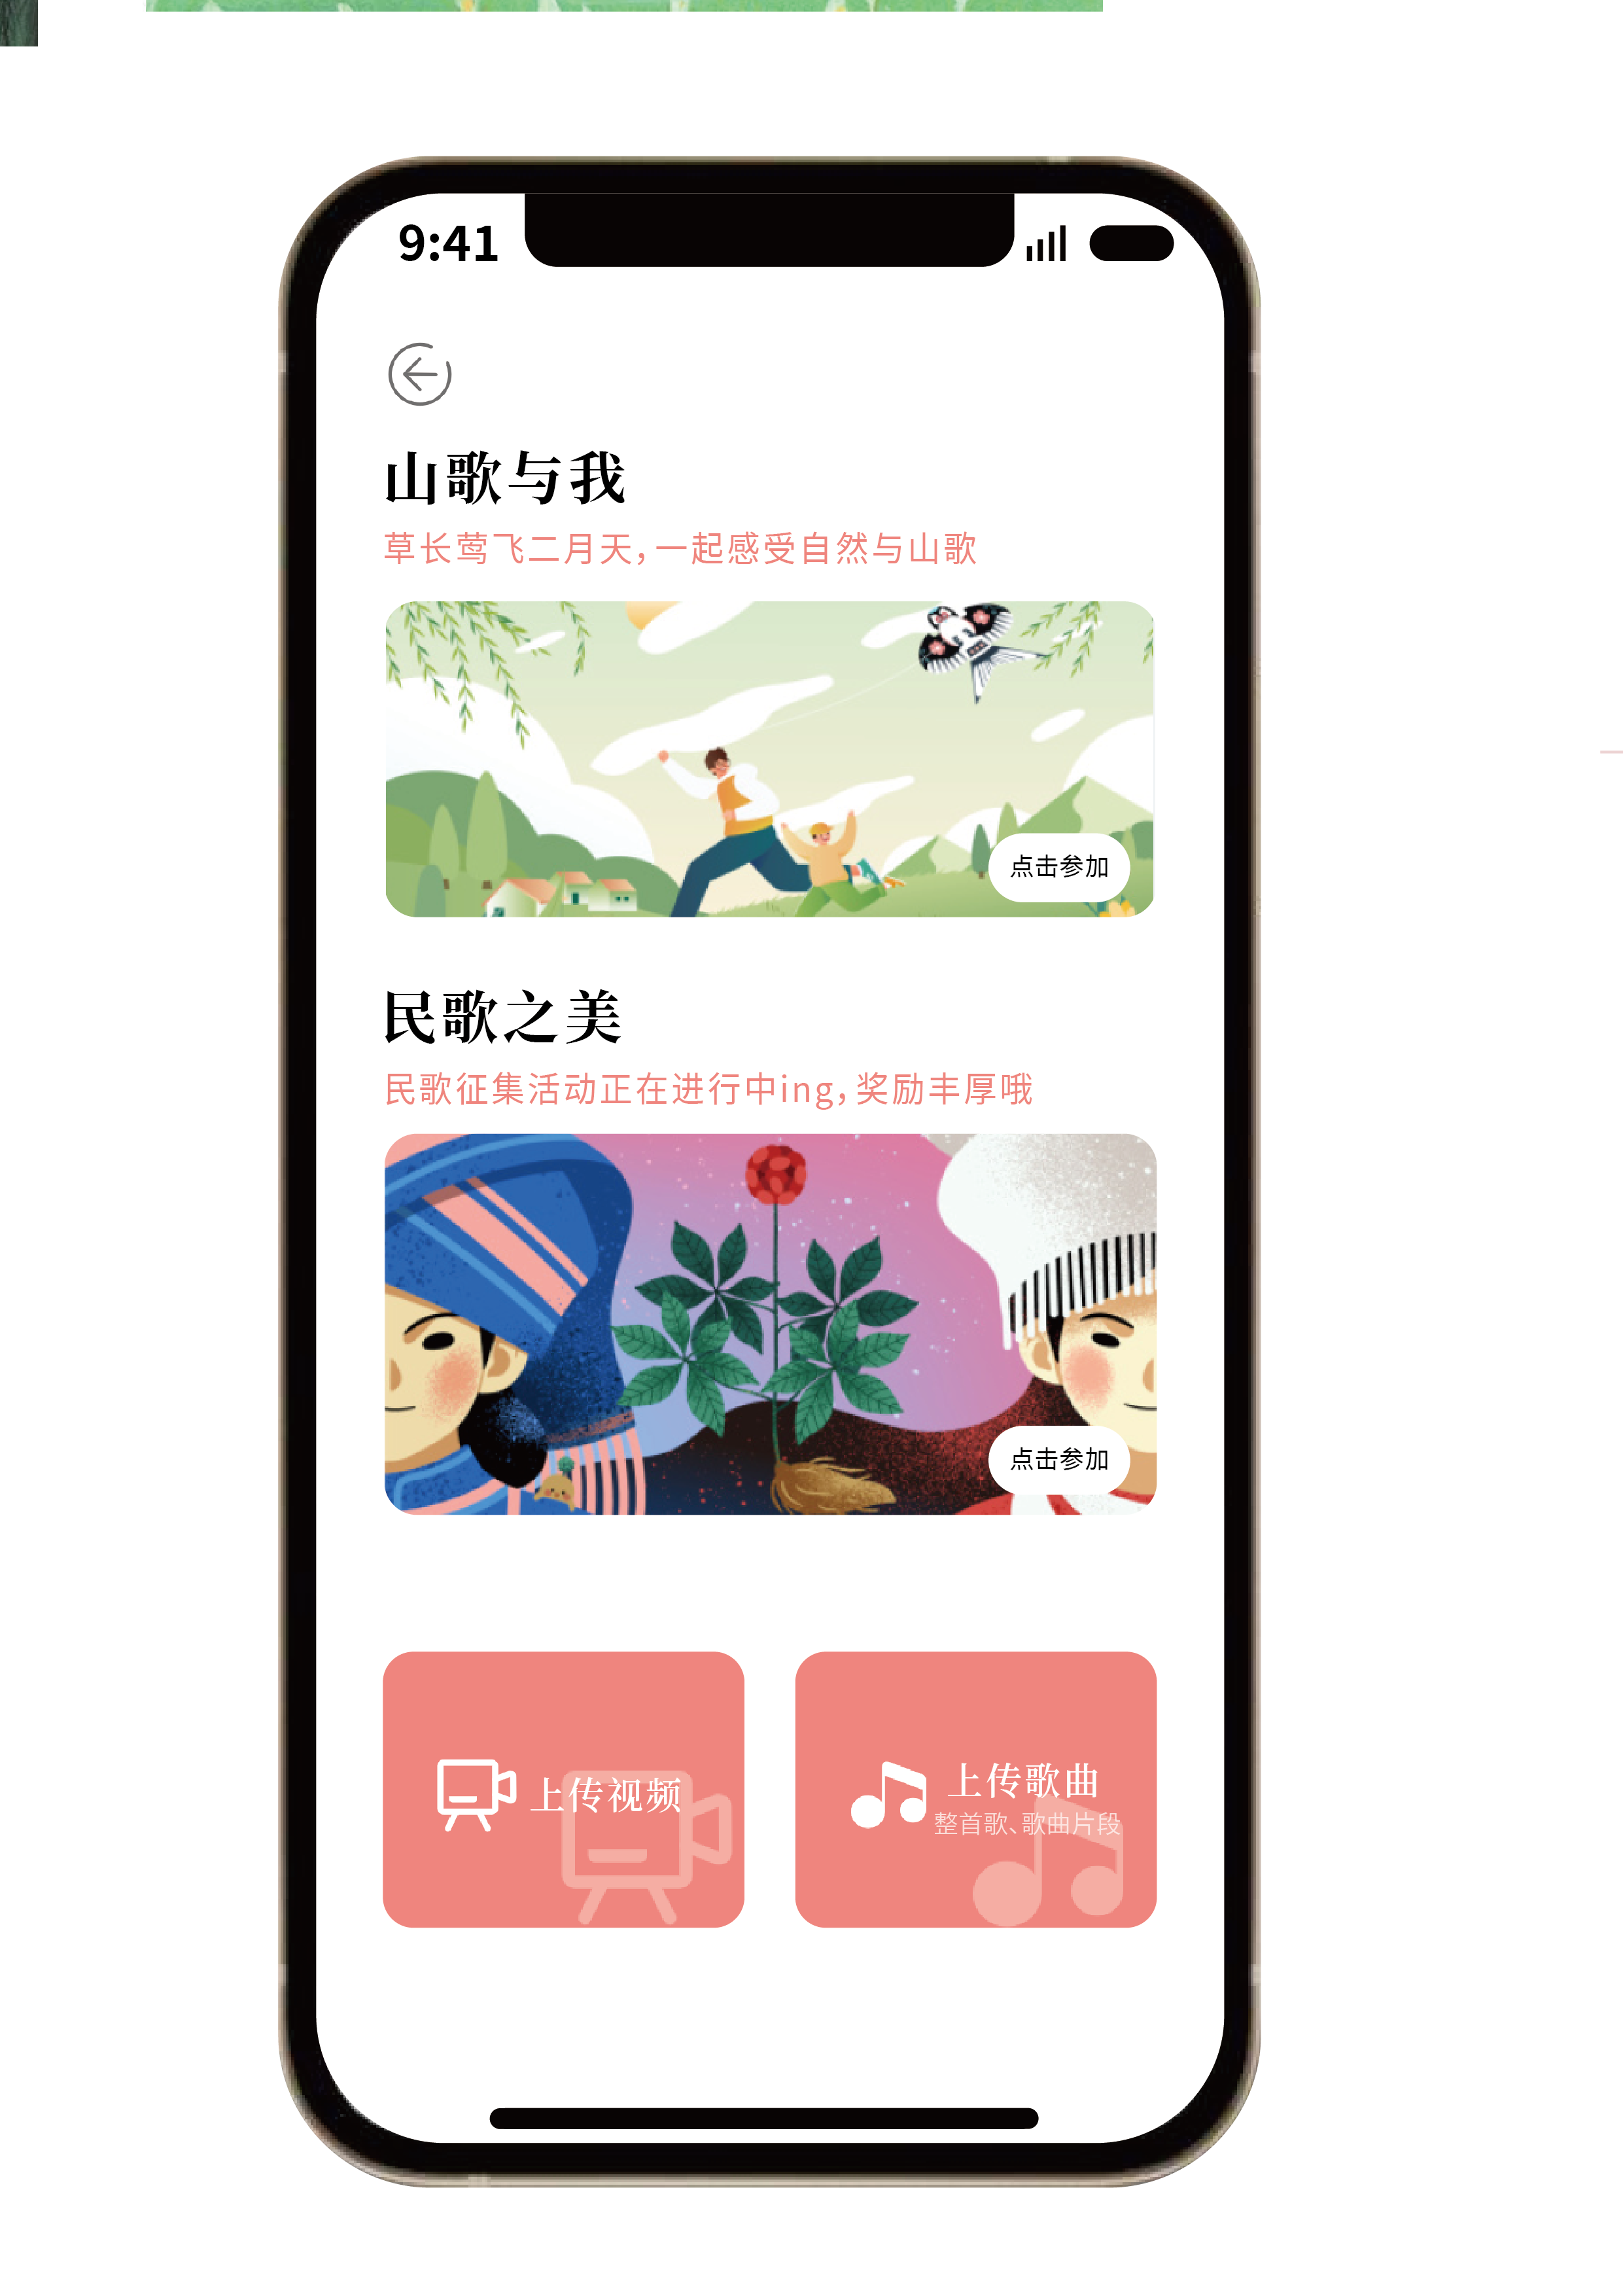 9:41
山歌与我
草长莺飞二月天，一起感受自然与山歌
点击参加
民歌之美
民歌征集活动正在进行中ing，奖励丰厚哦
点击参加
上传视频
上传歌曲
整首歌、歌曲片段